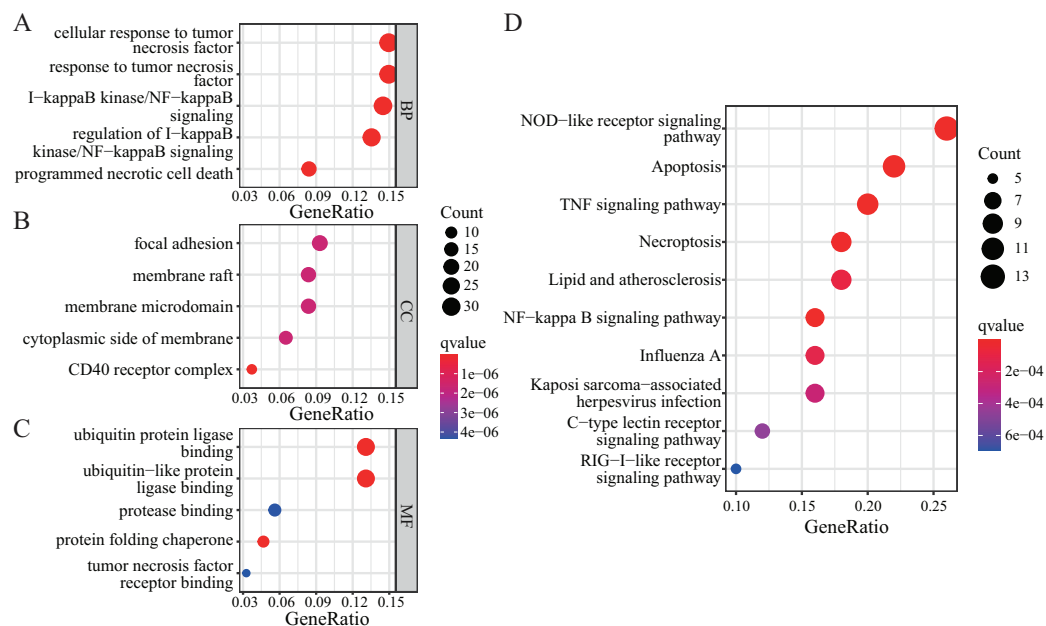 A
cellular response to tumor
necrosis factor
response to tumor necrosis
factor
I−kappaB kinase/NF−kappaB
signaling
regulation of I−kappaB
kinase/NF−kappaB signaling
programmed necrotic cell death
BP
0.03 0.06 0.09 0.12 0.15
GeneRatio
B
focal adhesion
membrane raft
membrane microdomain
cytoplasmic side of membrane
CD40 receptor complex
CC
0.03 0.06 0.09 0.12 0.15
GeneRatio
C
ubiquitin protein ligase
binding
ubiquitin−like protein
ligase binding
protease binding
protein folding chaperone
tumor necrosis factor
receptor binding
MF
0.03 0.06 0.09 0.12 0.15
GeneRatio
Count
10
15
20
25
30
qvalue
1e−06
2e−06
3e−06
4e−06
D
NOD−like receptor signaling
pathway
Apoptosis
TNF signaling pathway
Necroptosis
Lipid and atherosclerosis
NF−kappa B signaling pathway
Influenza A
Kaposi sarcoma−associated
herpesvirus infection
C−type lectin receptor
signaling pathway
RIG−I−like receptor
signaling pathway
0.10 0.15 0.20 0.25
GeneRatio
Count
5
7
9
11
13
qvalue
2e−04
4e−04
6e−04